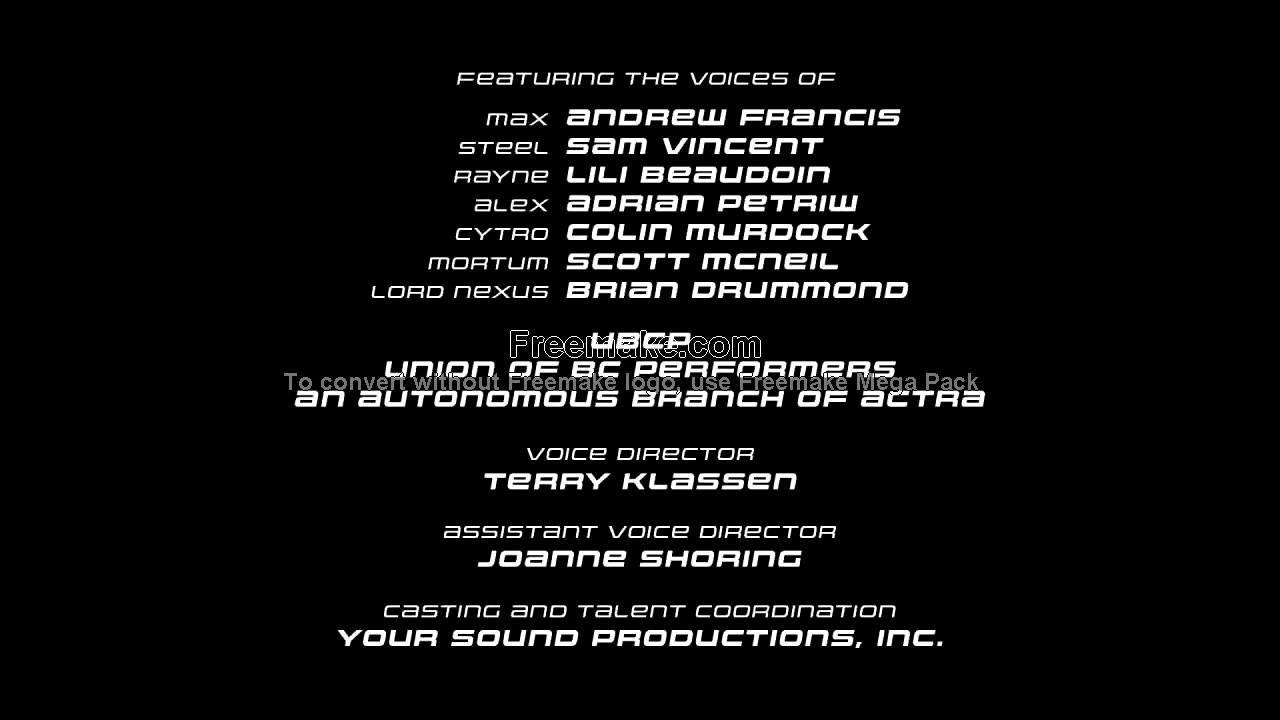 FEATURING THE VOICES OF
MAX ANDREW FRANCIS
STEEL SAM VINCENT
RAYNE LILI BEAUDOIN
ALEX ADRIAN PETRIW
CYTRO COLIN MURDOCK
MORTUM SCOTT MCNEIL
LORD NEXUS BRIAN DRUMMOND
UBCP
Freemake.com
UNION OF BC PERFORMERS
To convert without Freemake logo, use Freemake Mega Pack
AN AUTONOMOUS BRANCH OF ACTRA
VOICE DIRECTOR
TERRY KLASSEN
ASSISTANT VOICE DIRECTOR
JOANNE SHORING
CASTING AND TALENT COORDINATION
YOUR SOUND PRODUCTIONS, INC.